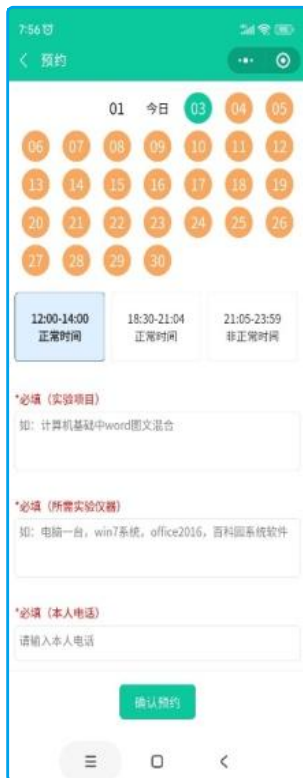 7:56
预约
01 今日 03 04 05
06 07 08 09 10 11 12
13 14 15 16 17 18 19
20 21 22 23 24 25 26
27 28 29 30
12:00-14:00 18:30-21:04 21:05-23:59
正常时间 正常时间 非正常时间
*必填（实验项目）
如：计算机基础中word图文混合
*必填（所需实验仪器）
如：电脑一台，win7系统，office2016，百科园系统软件
*必填（本人电话）
请输入本人电话
确认预约